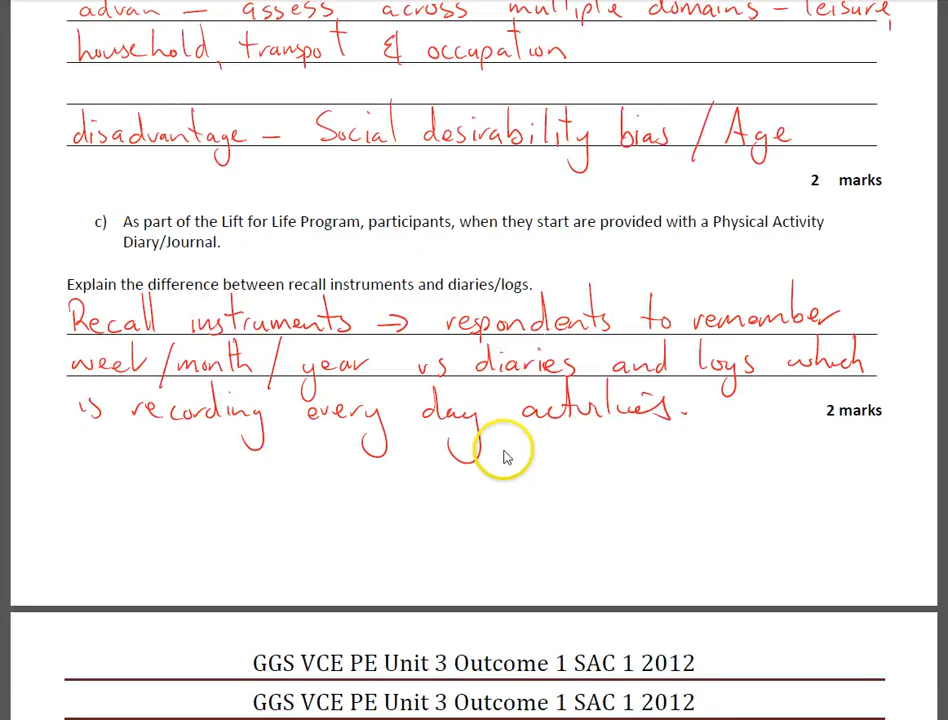 advan - assess across multiple domains - leisure,
household, transpot & occupation
disadvantage - Social desirability bias / Age
2 marks
c) As part of the Lift for Life Program, participants, when they start are provided with a Physical Activity
Diary/Journal.
Explain the difference between recall instruments and diaries/logs.
Recall instruments → respondents to remember
week/month/year vs diaries and logs which
is recording every day activities.
2 marks
GGS VCE PE Unit 3 Outcome 1 SAC 1 2012
GGS VCE PE Unit 3 Outcome 1 SAC 1 2012